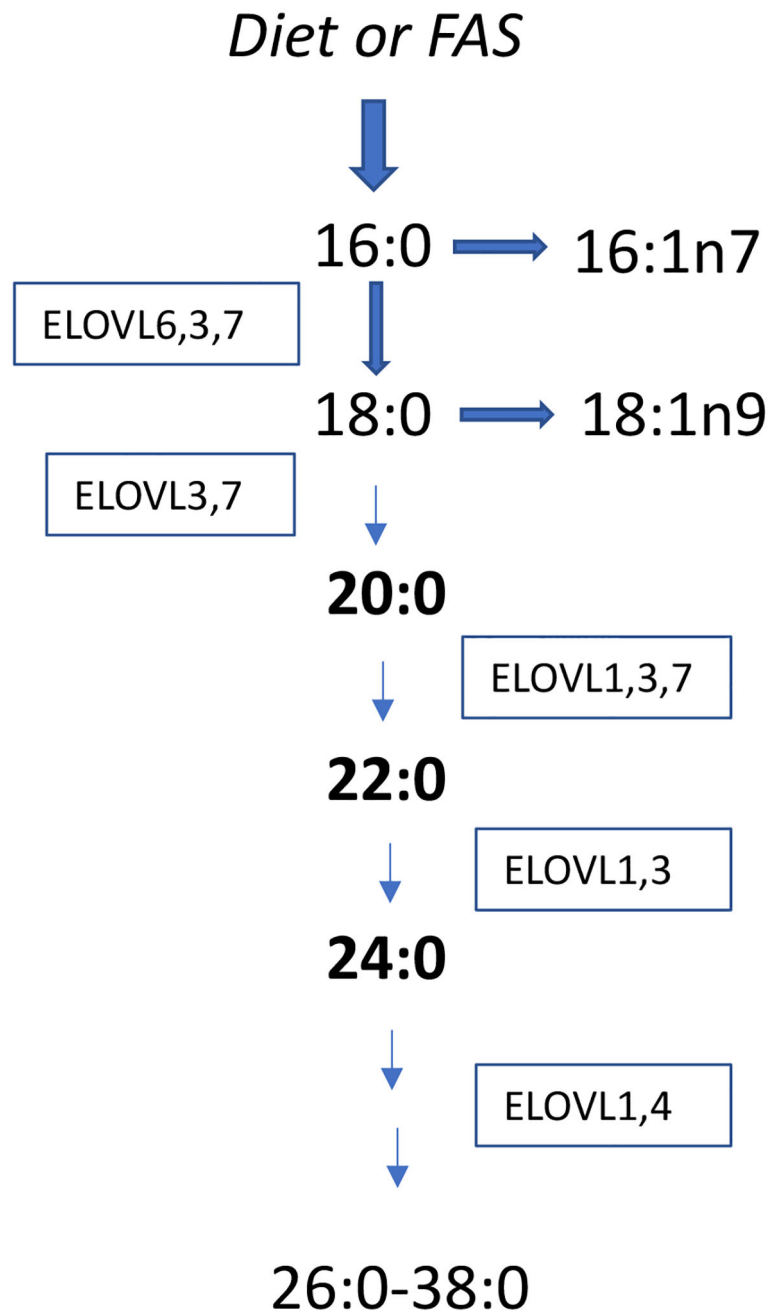 Diet or FAS
16:0
16:1n7
ELOVL6,3,7
18:0
18:1n9
ELOVL3,7
20:0
ELOVL1,3,7
22:0
ELOVL1,3
24:0
ELOVL1,4
26:0-38:0